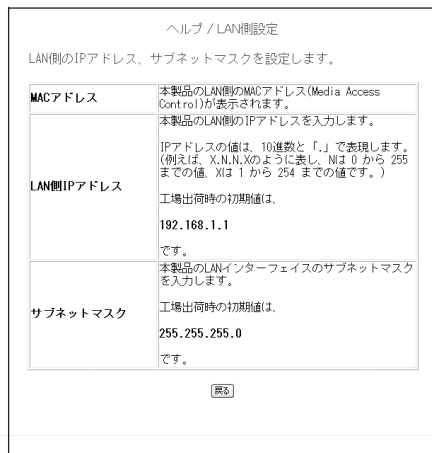 ヘルプ / LAN側設定
LAN側のIPアドレス、サブネットマスクを設定します。
MACアドレス
本製品のLAN側のMACアドレス(Media Access
Control)が表示されます。
LAN側IPアドレス
本製品のLAN側のIPアドレスを入力します。
IPアドレスの値は、10進数と「.」で表現します。
(例えば、X.N.N.Xのように表し、Nは 0 から 255
までの値、Xは 1 から 254 までの値です。)
工場出荷時の初期値は、
192.168.1.1
です。
サブネットマスク
本製品のLANインターフェイスのサブネットマスク
を入力します。
工場出荷時の初期値は、
255.255.255.0
です。
戻る